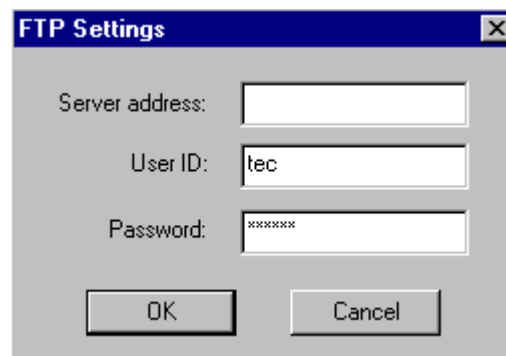 FTP Settings
Server address:
User ID: tec
Password: ******
OK Cancel